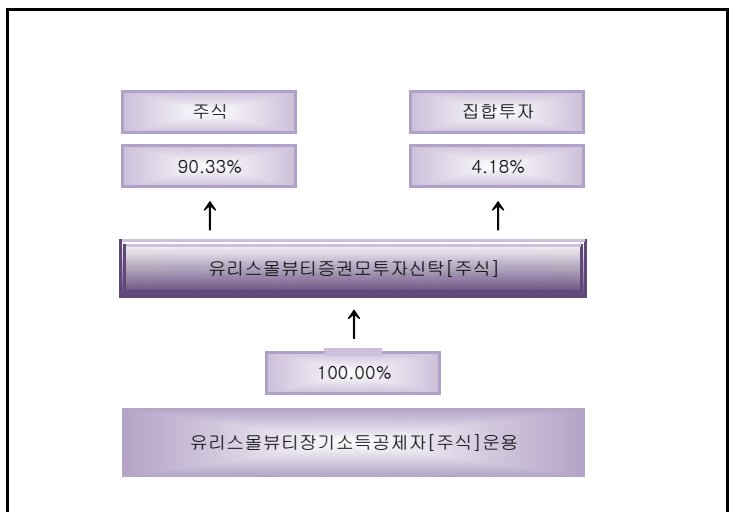 주식
집합투자
90.33%
4.18%
유리스몰뷰티증권모투자신탁[주식]
100.00%
유리스몰뷰티장기소득공제자[주식]운용